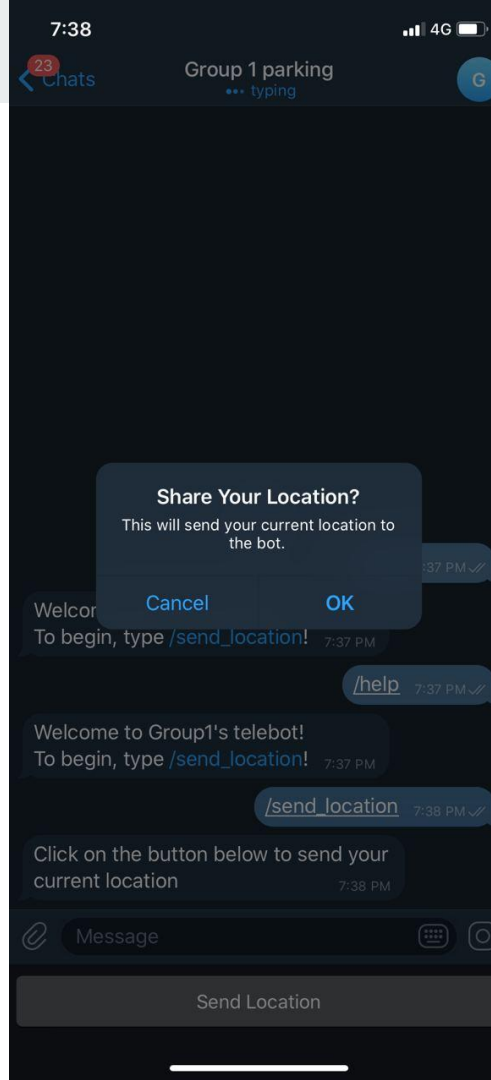 7:38
4G
23
Chats
Group 1 parking
typing
G
Share Your Location?
This will send your current location to
the bot.
Cancel
OK
:37 PM
Welcom
To begin, type /send_location! 7:37 PM
/help 7:37 PM
Welcome to Group1's telebot!
To begin, type /send_location! 7:37 PM
/send_location 7:38 PM
Click on the button below to send your
current location 7:38 PM
Message
Send Location